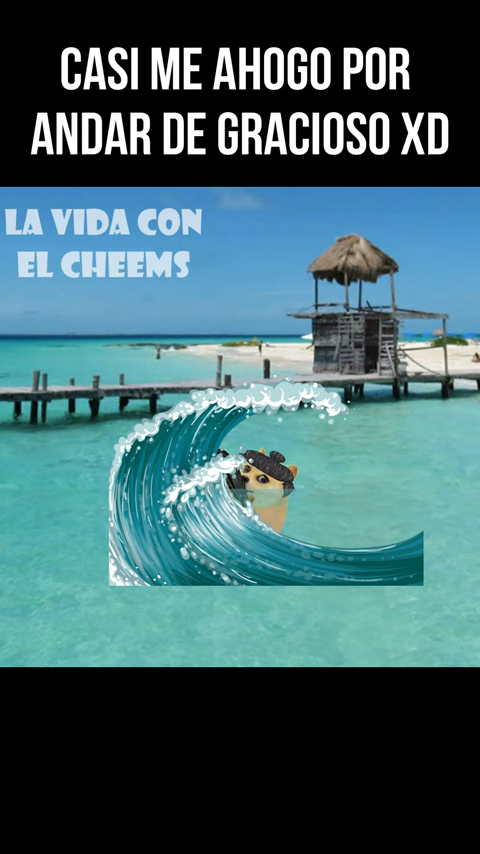 CASI ME AHOGO POR
ANDAR DE GRACIOSO XD
LA VIDA CON
EL CHEEMS